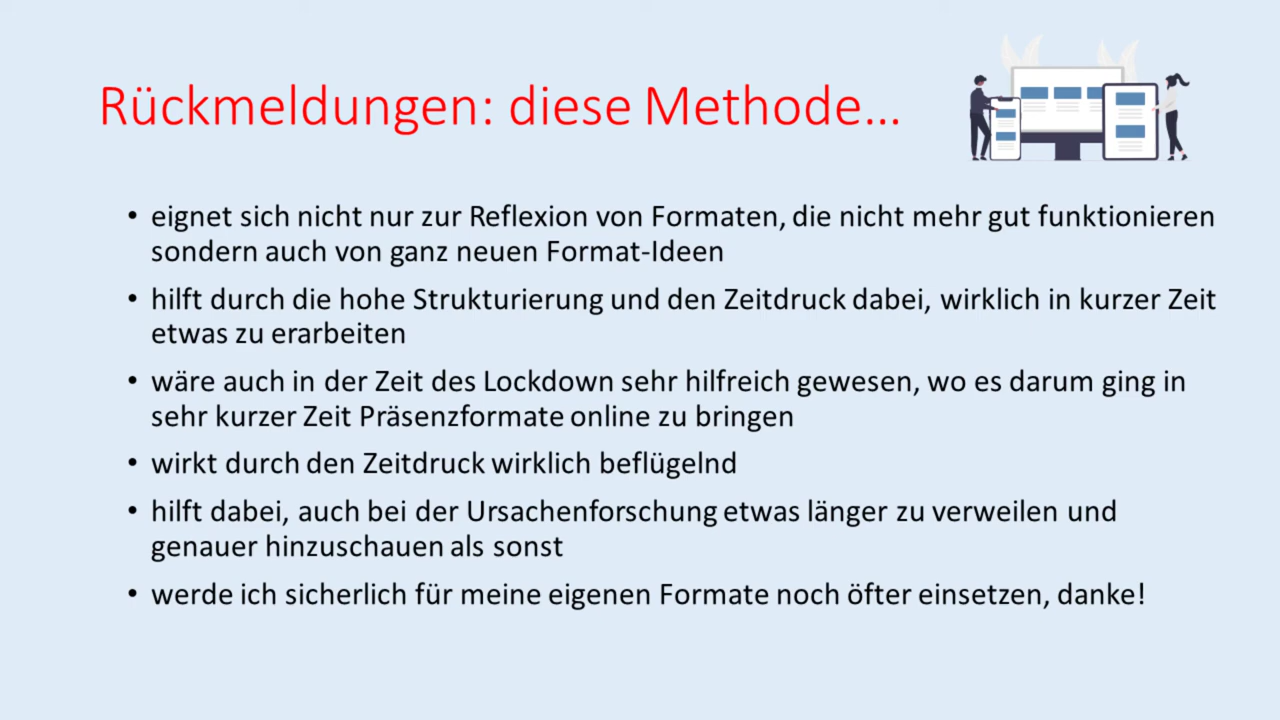 Rückmeldungen: diese Methode...
• eignet sich nicht nur zur Reflexion von Formaten, die nicht mehr gut funktionieren
sondern auch von ganz neuen Format-Ideen
• hilft durch die hohe Strukturierung und den Zeitdruck dabei, wirklich in kurzer Zeit
etwas zu erarbeiten
• wäre auch in der Zeit des Lockdown sehr hilfreich gewesen, wo es darum ging in
sehr kurzer Zeit Präsenzformate online zu bringen
• wirkt durch den Zeitdruck wirklich beflügelnd
• hilft dabei, auch bei der Ursachenforschung etwas länger zu verweilen und
genauer hinzuschauen als sonst
• werde ich sicherlich für meine eigenen Formate noch öfter einsetzen, danke!